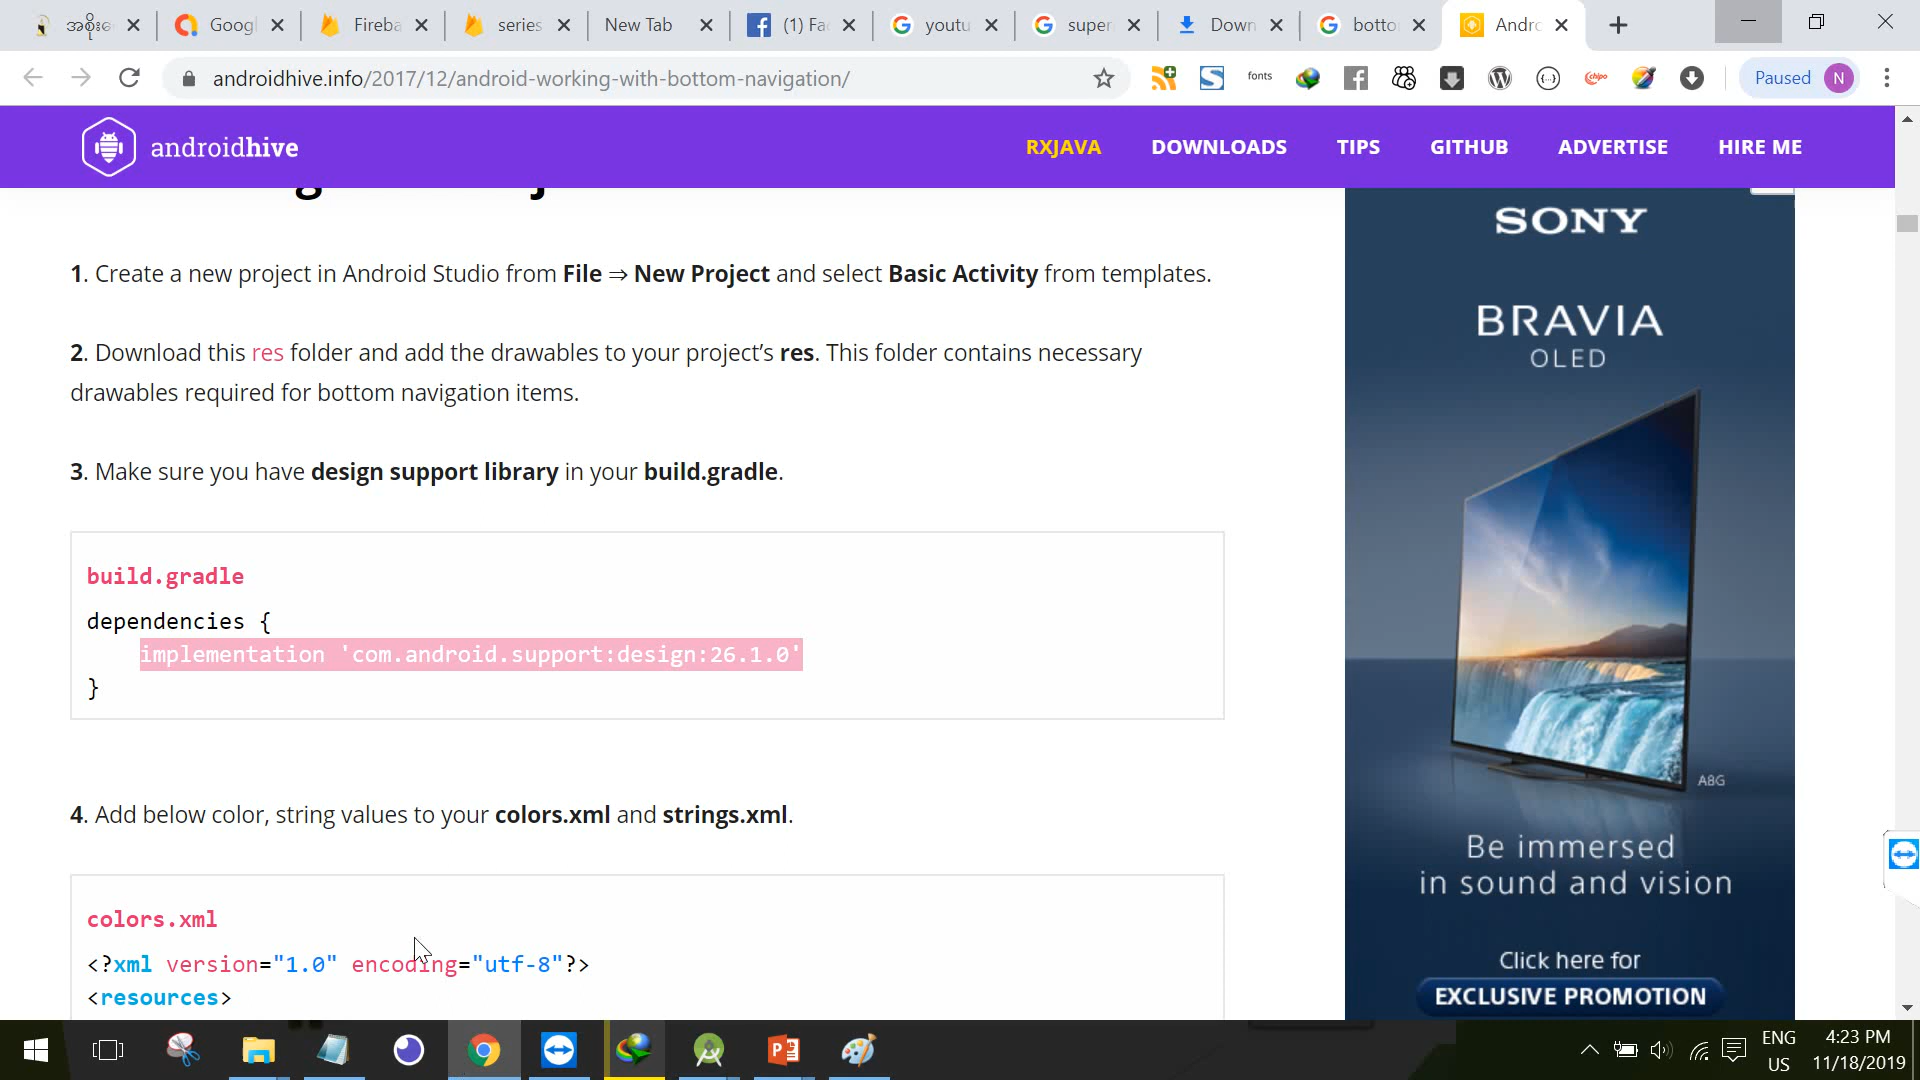 အစိုးမေ
Googl
Fireba
series
New Tab
(1) Fac
youtu
super
Down
botto
Andro
androidhive.info/2017/12/android-working-with-bottom-navigation/
fonts
chipo
Paused
N
androidhive
RXJAVA
DOWNLOADS
TIPS
GITHUB
ADVERTISE
HIRE ME
1. Create a new project in Android Studio from File ⇒ New Project and select Basic Activity from templates.
2. Download this res folder and add the drawables to your project’s res. This folder contains necessary
drawables required for bottom navigation items.
3. Make sure you have design support library in your build.gradle.
build.gradle
dependencies {
implementation 'com.android.support:design:26.1.0'
}
4. Add below color, string values to your colors.xml and strings.xml.
colors.xml
<?xml version="1.0" encoding="utf-8"?>
<resources>
SONY
BRAVIA
OLED
A8G
Be immersed
in sound and vision
Click here for
EXCLUSIVE PROMOTION
ENG
US
4:23 PM
11/18/2019